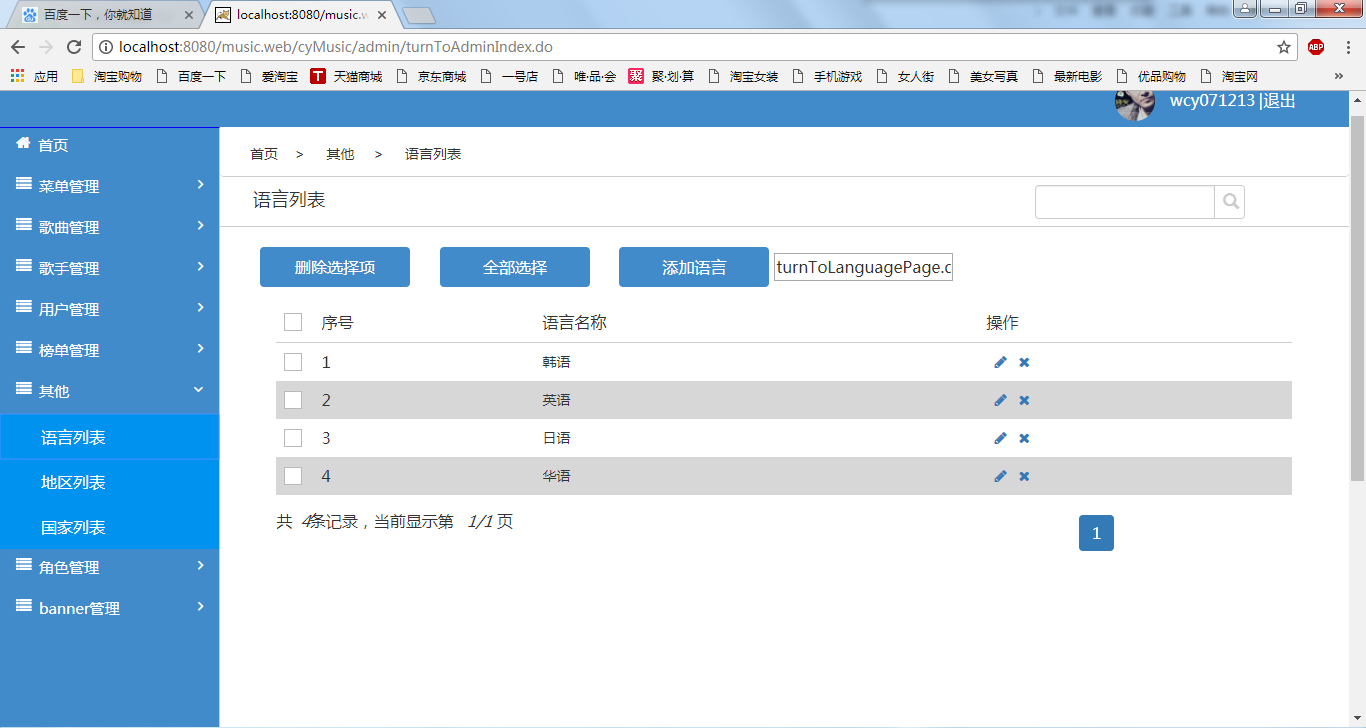 百度一下，你就知道
localhost:8080/music.w
localhost:8080/music.web/cyMusic/admin/turnToAdminIndex.do
ABP
应用 淘宝购物 百度一下 爱淘宝 T 天猫商城 京东商城 一号店 唯·品·会 聚 聚·划·算 淘宝女装 手机游戏 女人街 美女写真 最新电影 优品购物 淘宝网 »
wcy071213 |退出
首页
菜单管理
歌曲管理
歌手管理
用户管理
榜单管理
其他
语言列表
地区列表
国家列表
角色管理
banner管理
首页 > 其他 > 语言列表
语言列表
删除选择项 全部选择 添加语言 turnToLanguagePage.c
序号 语言名称 操作
1 韩语
2 英语
3 日语
4 华语
共 4条记录，当前显示第 1/1 页
1